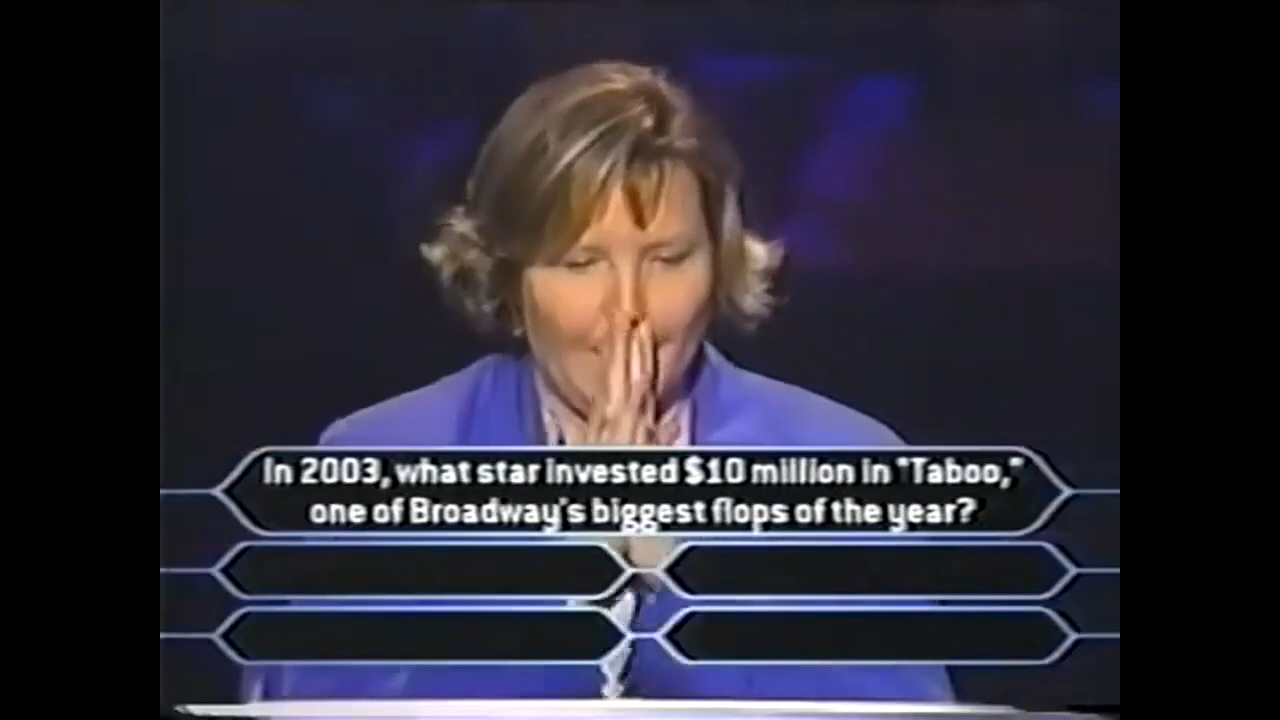 In 2003, what star invested $10 million in "Taboo,"
one of Broadway's biggest flops of the year?